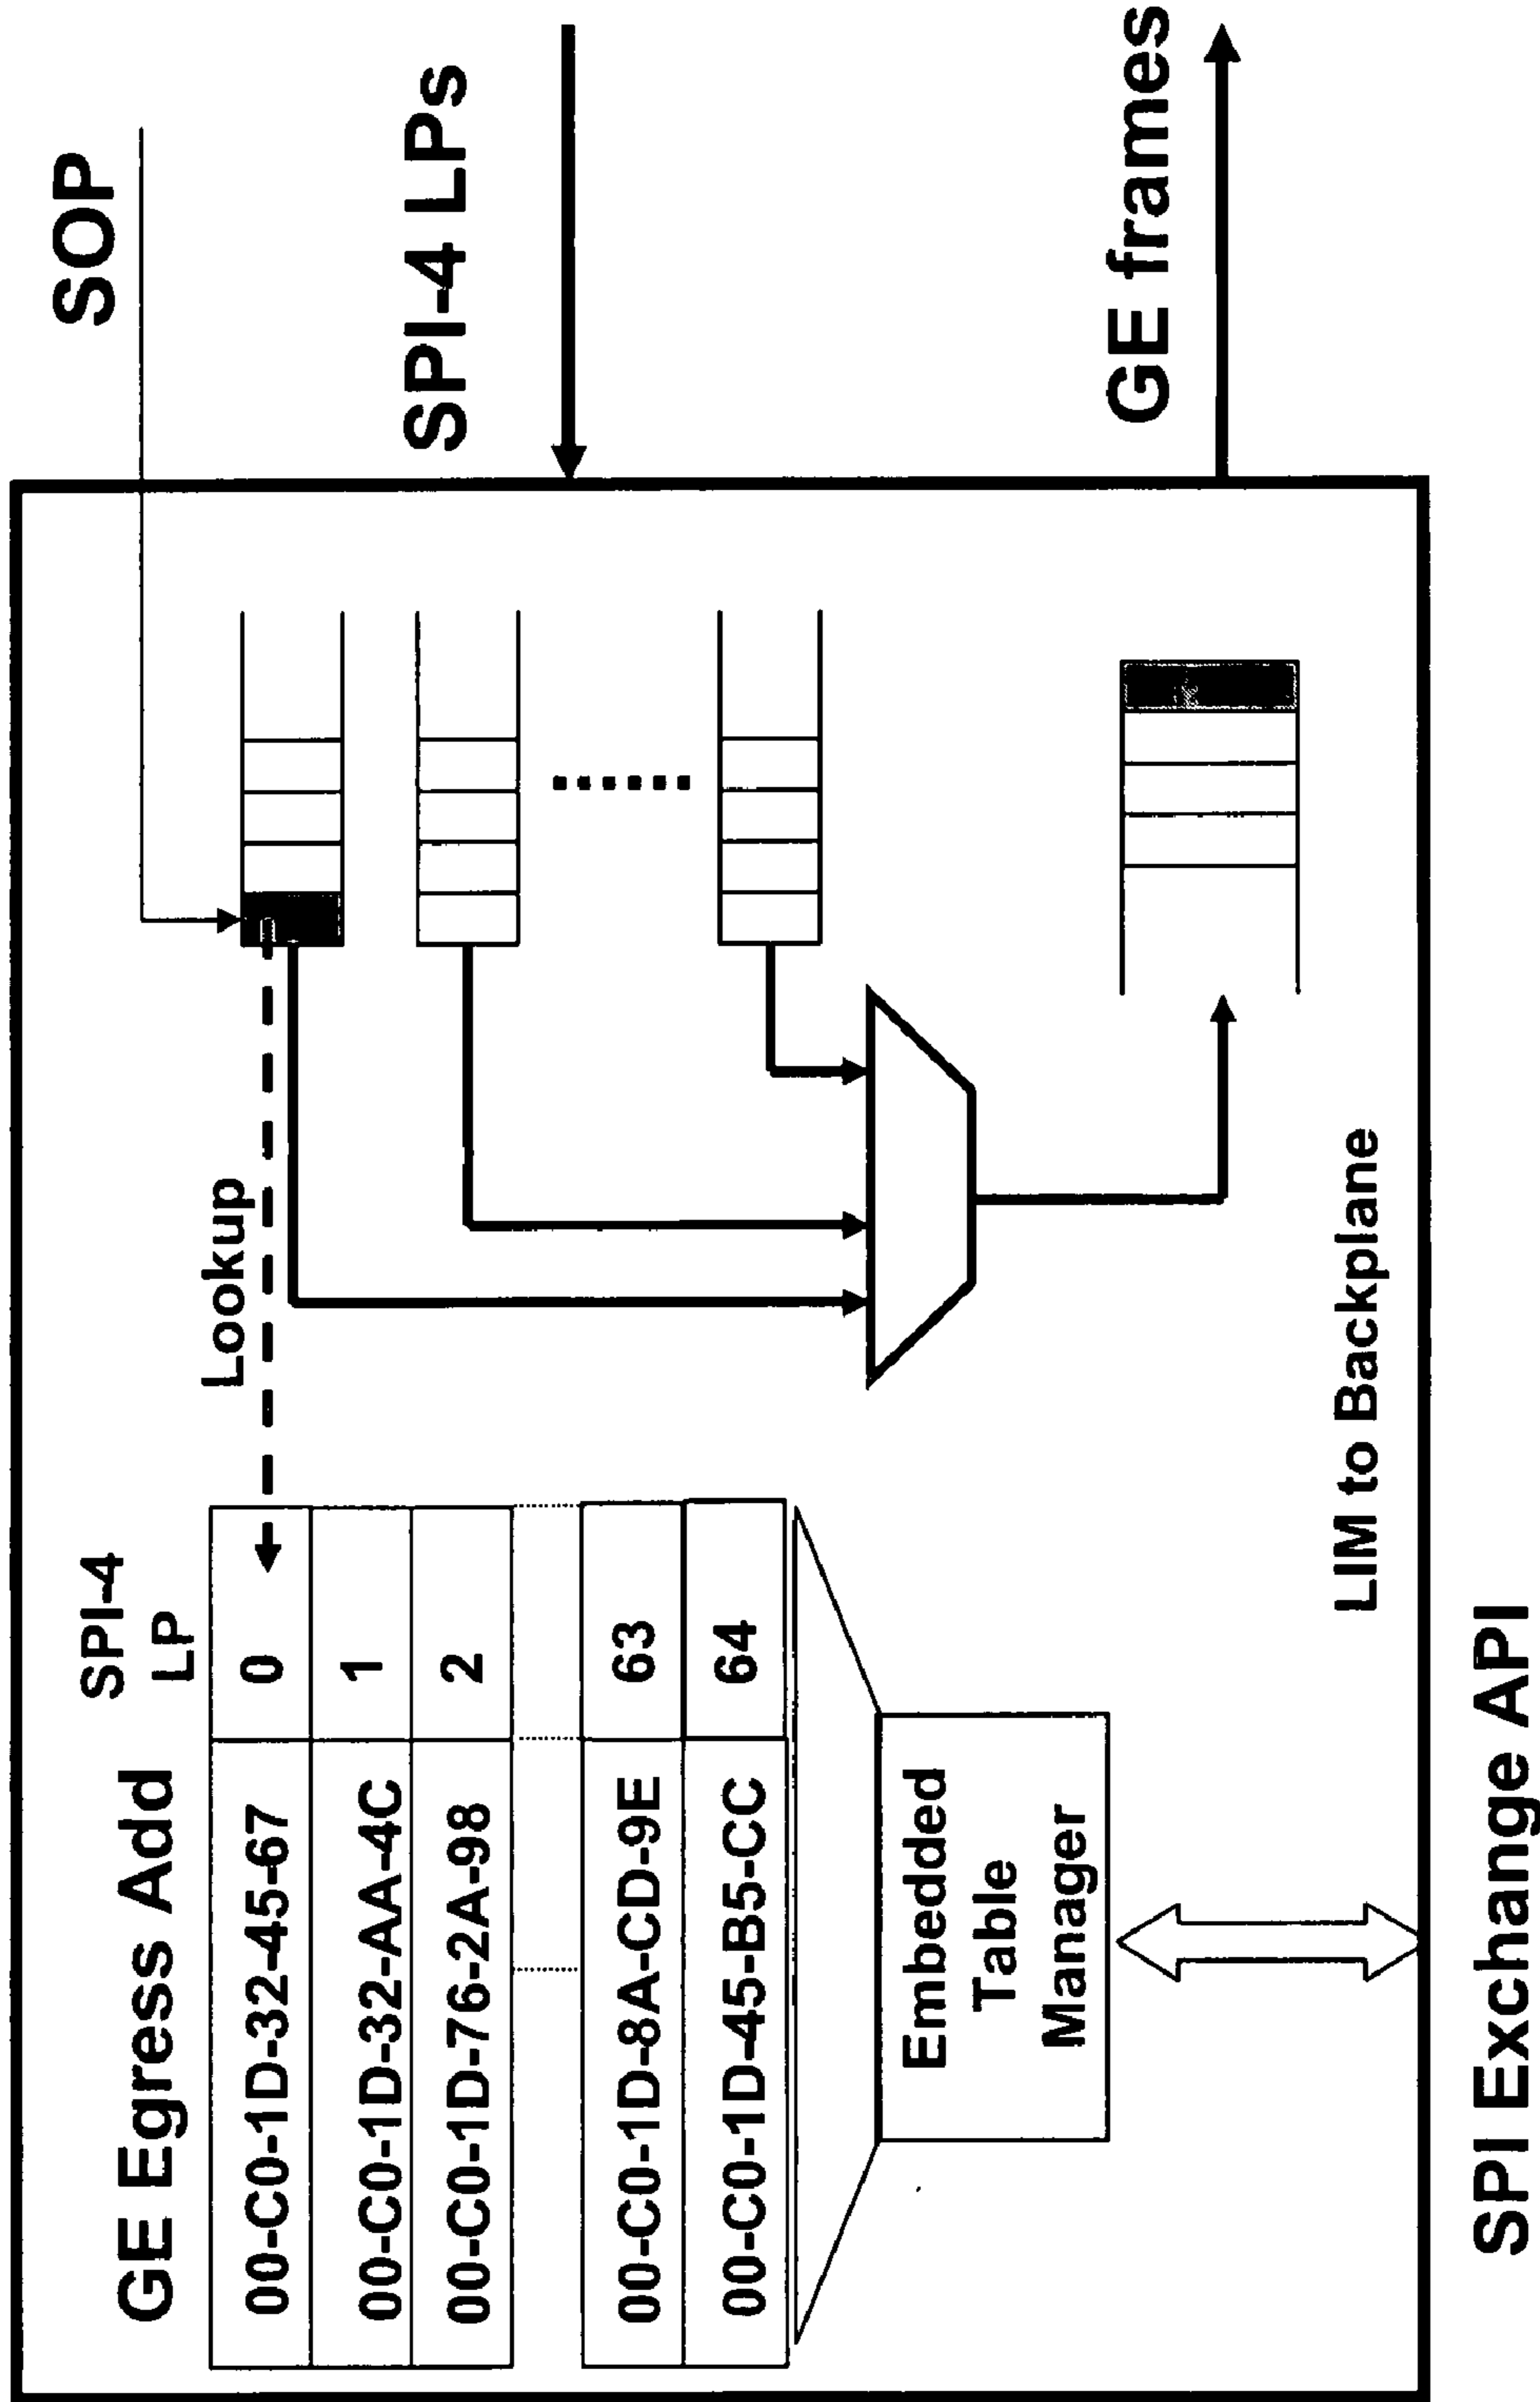 SOP
SPI-4 LPs
GE frames
Lookup
SPI-4
LP
GE Egress Add
00-C0-1D-32-45-67 0
00-C0-1D-32-AA-4C 1
00-C0-1D-76-2A-98 2
00-C0-1D-8A-CD-9E 63
00-C0-1D-45-B5-CC 64
Embedded
Table
Manager
LIM to Backplane
SPI Exchange API